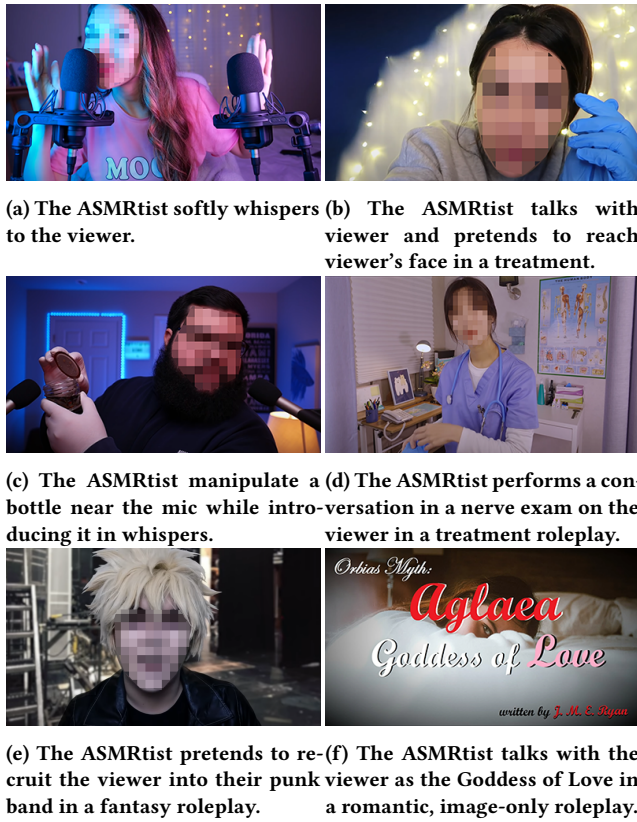 MOO
(a) The ASMRtist softly whispers
to the viewer.
(b) The ASMRtist talks with
viewer and pretends to reach
viewer's face in a treatment.
(c) The ASMRtist manipulate a
bottle near the mic while intro-
ducing it in whispers.
(d) The ASMRtist performs a con-
versation in a nerve exam on the
viewer in a treatment roleplay.
Orbias Myth:
Aglaea
Goddess of Love
written by J. M. E. Ryan
(e) The ASMRtist pretends to re-
cruit the viewer into their punk
band in a fantasy roleplay.
(f) The ASMRtist talks with the
viewer as the Goddess of Love in
a romantic, image-only roleplay.